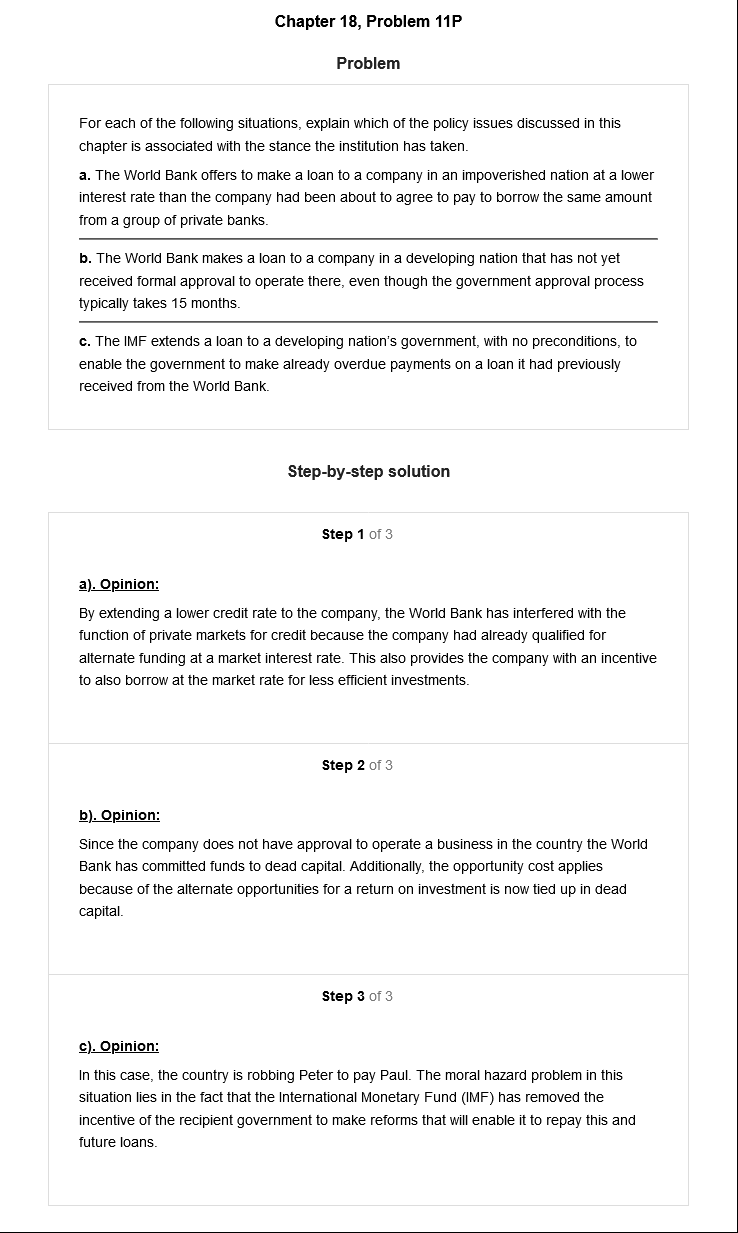 Chapter 18, Problem 11P
Problem
For each of the following situations, explain which of the policy issues discussed in this
chapter is associated with the stance the institution has taken.
a. The World Bank offers to make a loan to a company in an impoverished nation at a lower
interest rate than the company had been about to agree to pay to borrow the same amount
from a group of private banks.
b. The World Bank makes a loan to a company in a developing nation that has not yet
received formal approval to operate there, even though the government approval process
typically takes 15 months.
c. The IMF extends a loan to a developing nation's government, with no preconditions, to
enable the government to make already overdue payments on a loan it had previously
received from the World Bank.
Step-by-step solution
Step 1 of 3
a). Opinion:
By extending a lower credit rate to the company, the World Bank has interfered with the
function of private markets for credit because the company had already qualified for
alternate funding at a market interest rate. This also provides the company with an incentive
to also borrow at the market rate for less efficient investments.
Step 2 of 3
b). Opinion:
Since the company does not have approval to operate a business in the country the World
Bank has committed funds to dead capital. Additionally, the opportunity cost applies
because of the alternate opportunities for a return on investment is now tied up in dead
capital.
Step 3 of 3
c). Opinion:
In this case, the country is robbing Peter to pay Paul. The moral hazard problem in this
situation lies in the fact that the International Monetary Fund (IMF) has removed the
incentive of the recipient government to make reforms that will enable it to repay this and
future loans.